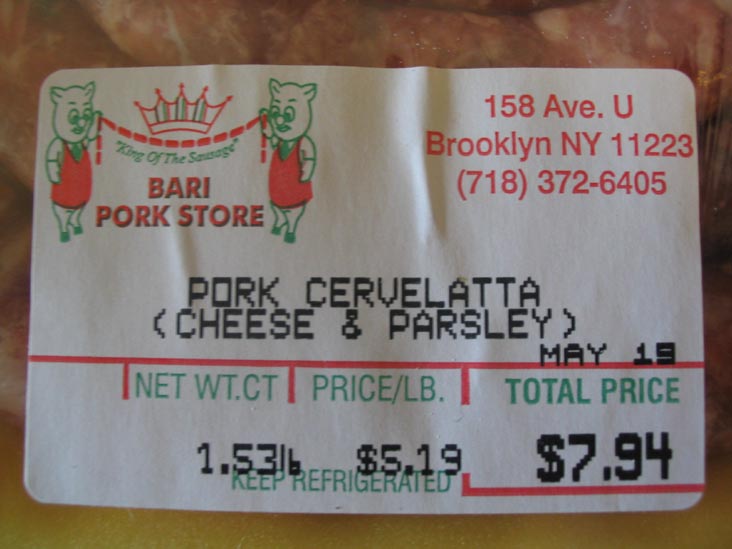 "King Of The Sausage"
BARI
PORK STORE
158 Ave. U
Brooklyn NY 11223
(718) 372-6405
PORK CERVELATTA
(CHEESE & PARSLEY)
MAY 19
NET WT.CT PRICE/LB. TOTAL PRICE
1.53lb $5.19 $7.94
KEEP REFRIGERATED